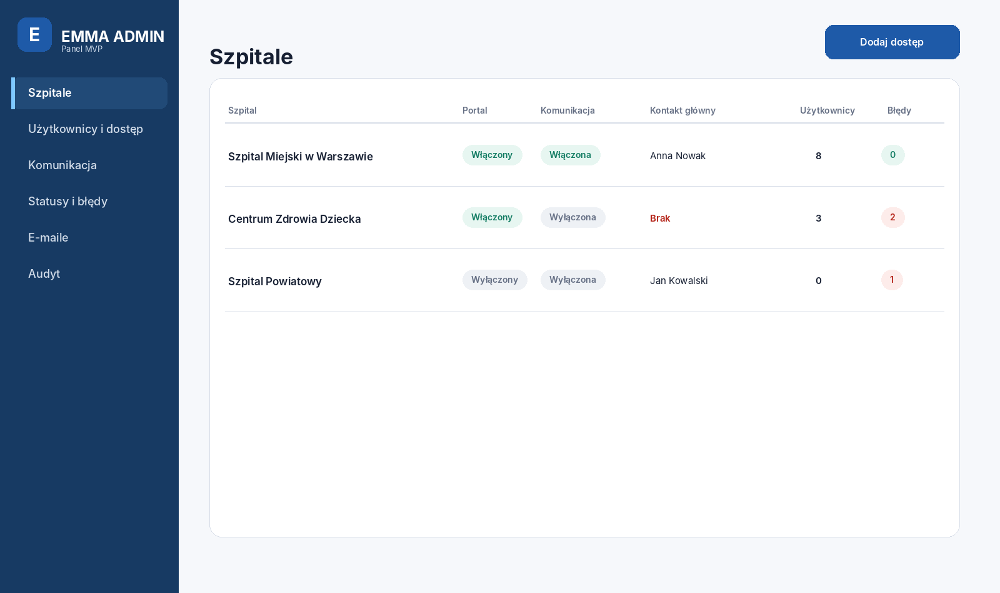 E
EMMA ADMIN
Panel MVP
Szpitale
Użytkownicy i dostęp
Komunikacja
Statusy i błędy
E-maile
Audyt
Szpitale
Dodaj dostęp
Szpital Portal Komunikacja Kontakt główny Użytkownicy Błędy
Szpital Miejski w Warszawie Włączony Włączona Anna Nowak 8 0
Centrum Zdrowia Dziecka Włączony Wyłączona Brak 3 2
Szpital Powiatowy Wyłączony Wyłączona Jan Kowalski 0 1